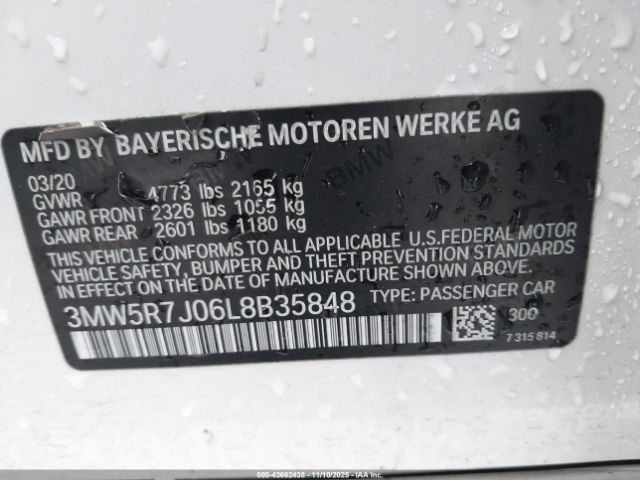 MFD BY BAYERISCHE MOTOREN WERKE AG
03/20
GVWR 4773 lbs 2165 kg
GAWR FRONT 2326 lbs 1055 kg
GAWR REAR 2601 lbs 1180 kg
THIS VEHICLE CONFORMS TO ALL APPLICABLE U.S.FEDERAL MOTOR
VEHICLE SAFETY, BUMPER, AND THEFT PREVENTION STANDARDS
IN EFFECT ON THE DATE OF MANUFACTURE SHOWN ABOVE.
3MW5R7J06L8B35848 TYPE: PASSENGER CAR
300
7 315 814
000-43662438 - 11/10/2025 - IAA Inc.